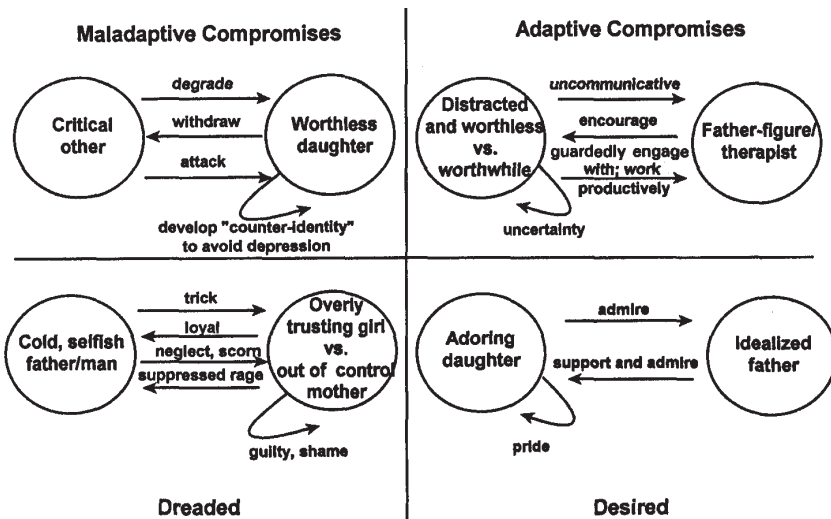 Maladaptive Compromises
Critical
other
degrade
withdraw
attack
Worthless
daughter
develop "counter-identity"
to avoid depression
Adaptive Compromises
Distracted
and worthless
vs.
worthwhile
uncommunicative
encourage
guardedly engage
with; work
productively
Father-figure/
therapist
uncertainty
Cold, selfish
father/man
trick
loyal
neglect, scorn
suppressed rage
Overly
trusting girl
vs.
out of control
mother
guilty, shame
Dreaded
Adoring
daughter
admire
support and admire
Idealized
father
pride
Desired